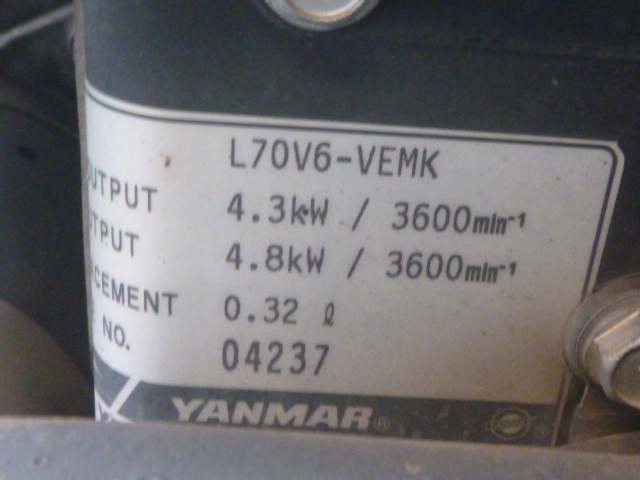 L70V6-VEMK
OUTPUT 4.3kW / 3600min-1
TPUT 4.8kW / 3600min-1
CEMENT 0.32 ℓ
NO. 04237
YANMAR®